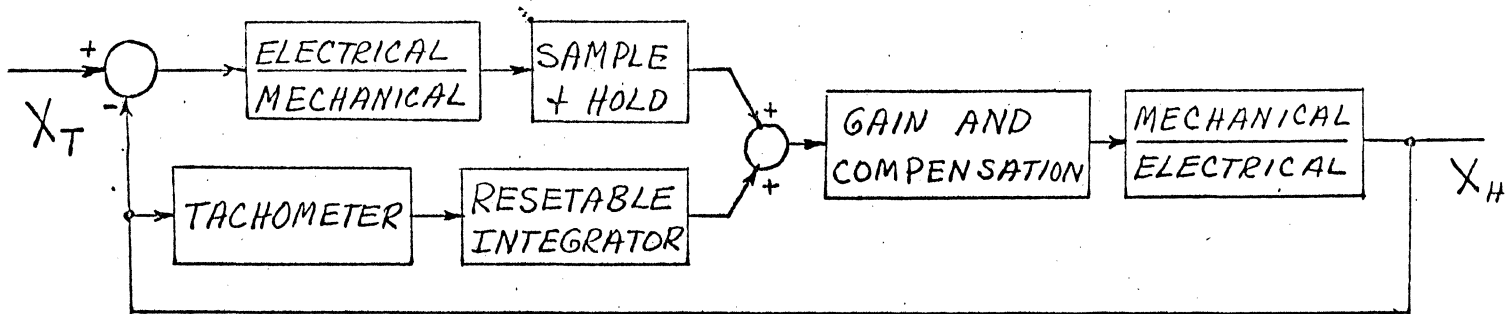 +
-
X_T
ELECTRICAL
MECHANICAL
SAMPLE
+ HOLD
+
+
GAIN AND
COMPENSATION
MECHANICAL
ELECTRICAL
X_H
TACHOMETER
RESETABLE
INTEGRATOR